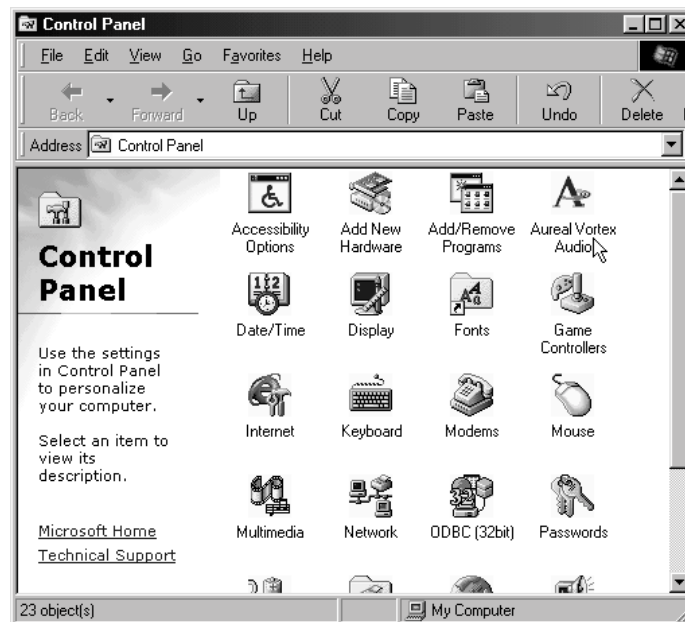 Control Panel
File Edit View Go Favorites Help
Back Forward Up Cut Copy Paste Undo Delete
Address Control Panel
Control
Panel
Use the settings
in Control Panel
to personalize
your computer.
Select an item to
view its
description.
Microsoft Home
Technical Support
Accessibility
Options
Add New
Hardware
Add/Remove
Programs
Aureal Vortex
Audio
Date/Time
Display
Fonts
Game
Controllers
Internet
Keyboard
Modems
Mouse
Multimedia
Network
ODBC (32bit)
Passwords
23 object(s)
My Computer